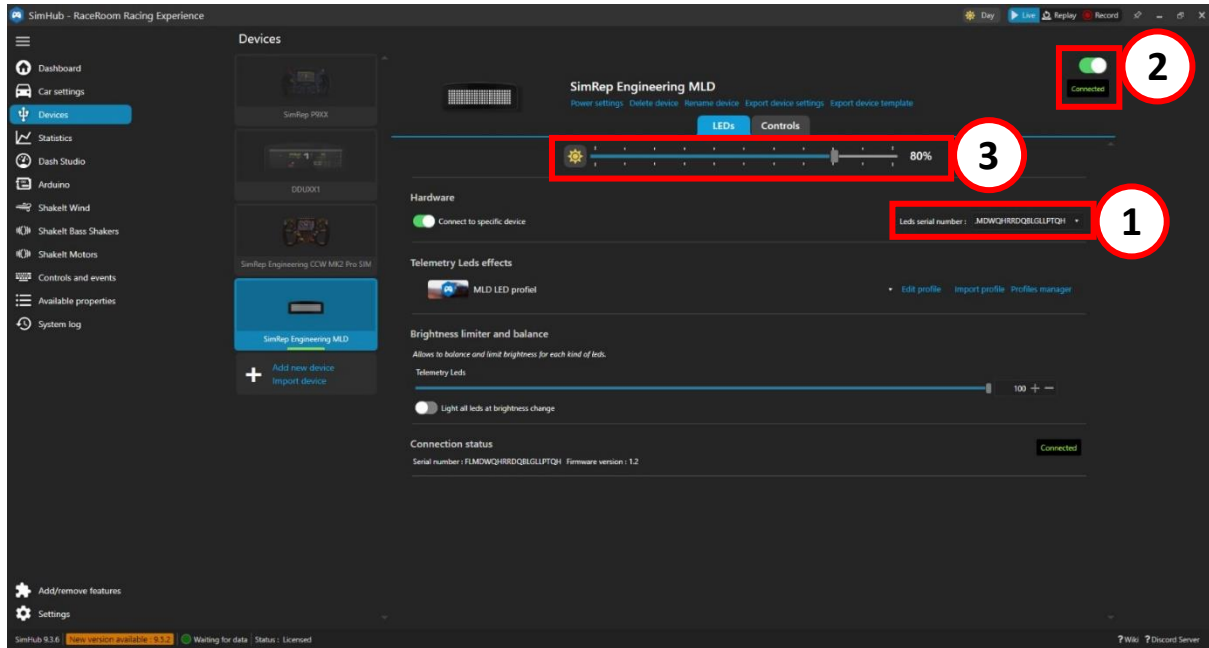 SimHub - RaceRoom Racing Experience
Day Live Replay Record
Dashboard
Car settings
Devices
Statistics
Dash Studio
Arduino
ShakeIt Wind
ShakeIt Bass Shakers
ShakeIt Motors
Controls and events
Available properties
System log
Add/remove features
Settings
Devices
SimRep PRXX
DDUXX1
SimRep Engineering CCW MK2 Pro SIM
SimRep Engineering MLD
Add new device
Import device
SimRep Engineering MLD
Power settings Delete device Rename device Export device settings Export device template
Connected
2
LEDs Controls
80%
3
Hardware
Connect to specific device
Leds serial number : .MDWQHRRDQBLGLLPTQH
1
Telemetry Leds effects
MLD LED profiel
Edit profile Import profile Profiles manager
Brightness limiter and balance
Allows to balance and limit brightness for each kind of leds.
Telemetry Leds
100 + −
Light all leds at brightness change
Connection status
Connected
Serial number : FLMDWQHRRDQBLGLLPTQH Firmware version : 1.2
SimHub 9.3.6 New version available : 9.5.2 Waiting for data Status : Licensed
? Wiki ? Discord Server